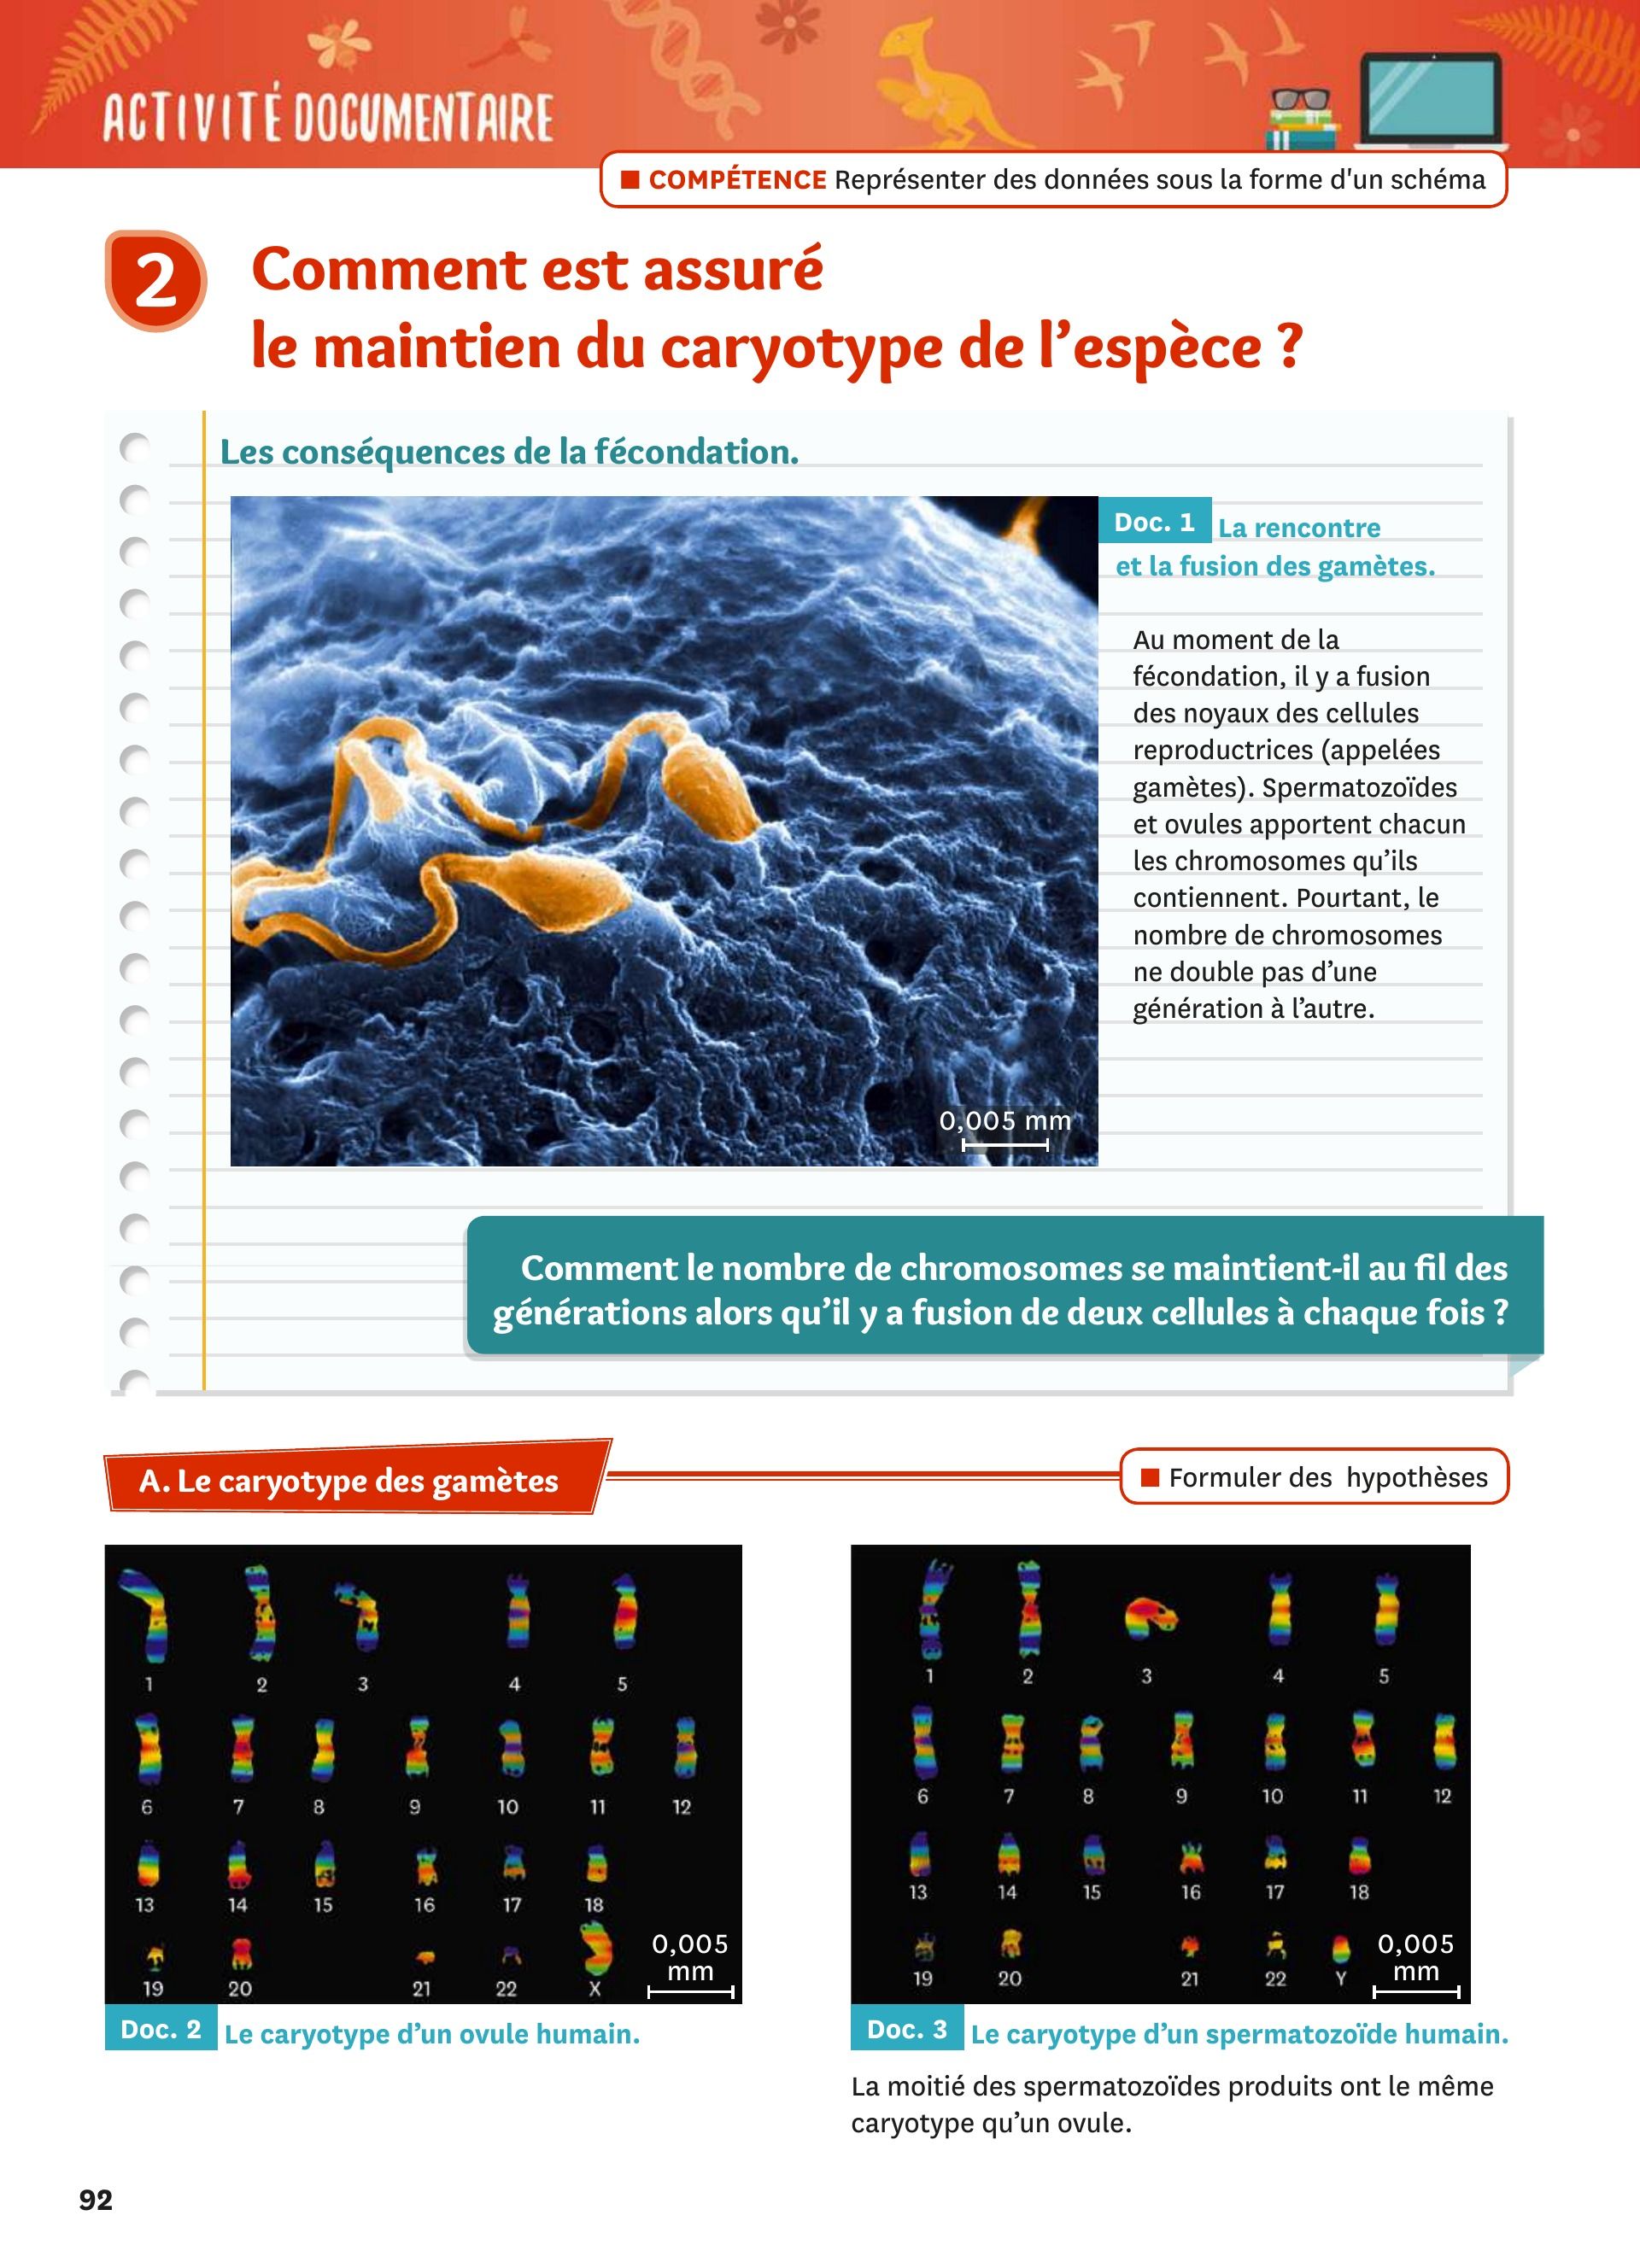 ACTIVITÉ DOCUMENTAIRE
■ COMPÉTENCE Représenter des données sous la forme d'un schéma
2
Comment est assuré
le maintien du caryotype de l'espèce ?
Les conséquences de la fécondation.
Doc. 1 La rencontre
et la fusion des gamètes.
Au moment de la
fécondation, il y a fusion
des noyaux des cellules
reproductrices (appelées
gamètes). Spermatozoïdes
et ovules apportent chacun
les chromosomes qu'ils
contiennent. Pourtant, le
nombre de chromosomes
ne double pas d'une
génération à l'autre.
0,005 mm
Comment le nombre de chromosomes se maintient-il au fil des
générations alors qu'il y a fusion de deux cellules à chaque fois ?
A. Le caryotype des gamètes
■ Formuler des hypothèses
1 2 3 4 5
6 7 8 9 10 11 12
13 14 15 16 17 18
0,005
mm
19 20 21 22 X
Doc. 2 Le caryotype d'un ovule humain.
1 2 3 4 5
6 7 8 9 10 11 12
13 14 15 16 17 18
0,005
mm
19 20 21 22 Y
Doc. 3 Le caryotype d'un spermatozoïde humain.
La moitié des spermatozoïdes produits ont le même
caryotype qu'un ovule.
92